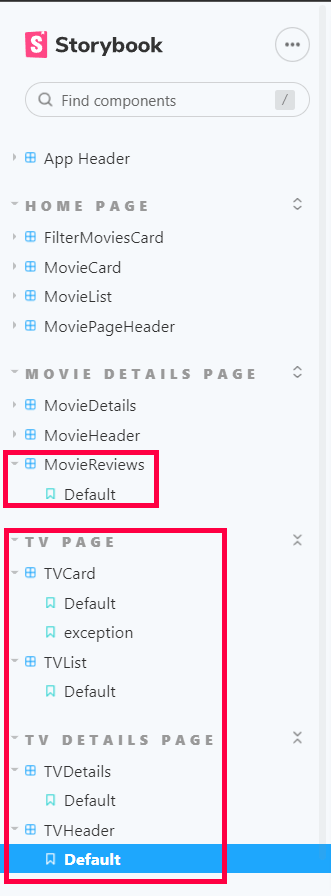 S Storybook
Find components /
App Header
HOME PAGE
FilterMoviesCard
MovieCard
MovieList
MoviePageHeader
MOVIE DETAILS PAGE
MovieDetails
MovieHeader
MovieReviews
Default
TV PAGE
TVCard
Default
exception
TVList
Default
TV DETAILS PAGE
TVDetails
Default
TVHeader
Default